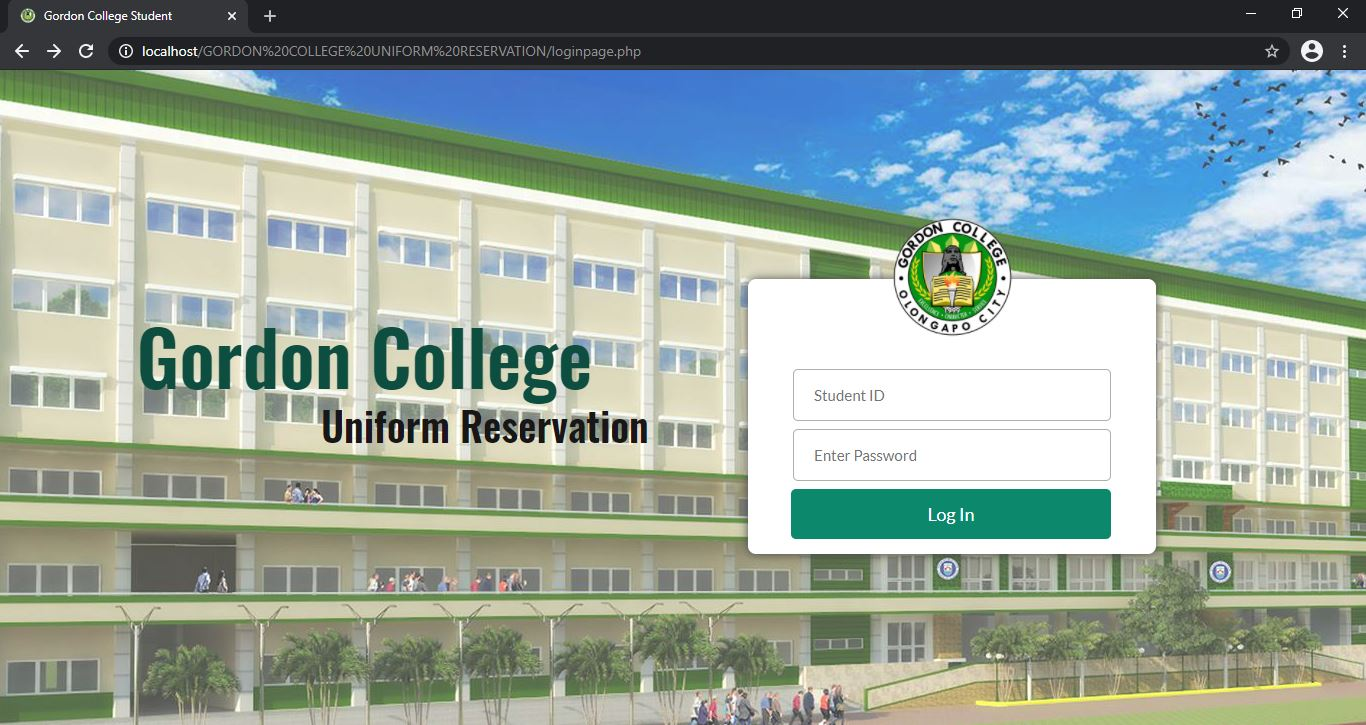 Gordon College Student
localhost/GORDON%20COLLEGE%20UNIFORM%20RESERVATION/loginpage.php
GORDON COLLEGE
OLONGAPO CITY
Gordon College
Uniform Reservation
Student ID
Enter Password
Log In